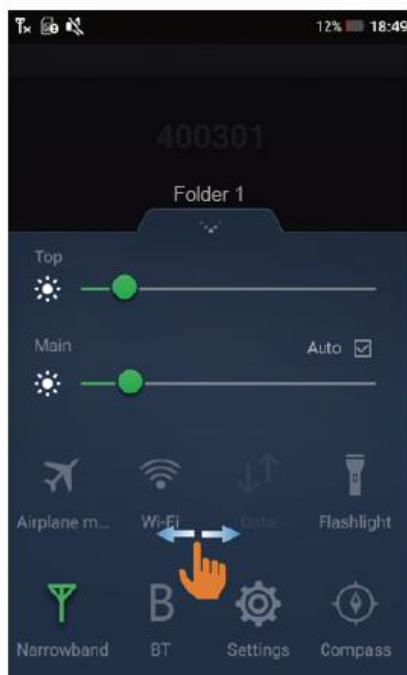 12% 18:49
400301
Folder 1
Top
Main Auto
Airplane m... Wi-Fi Data Flashlight
Narrowband BT Settings Compass